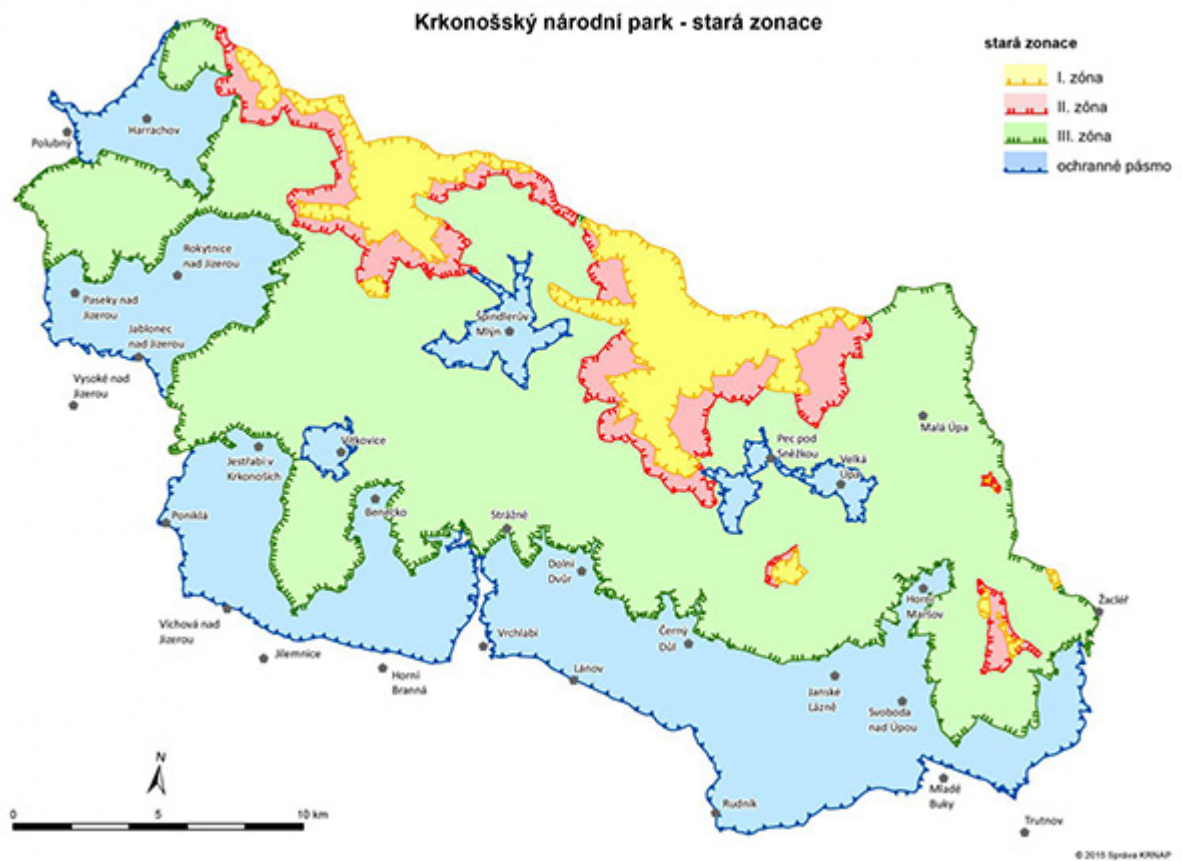 Krkonošský národní park - stará zonace
stará zonace
I. zóna
II. zóna
III. zóna
ochranné pásmo
Polubný
Harrachov
Rokytnice
nad Jizerou
Paseky nad
Jizerou
Jablonec
nad Jizerou
Vysoké nad
Jizerou
Špindlerův
Mlýn
Malá Úpa
Pec pod
Sněžkou
Velká
Úpa
Vítkovice
Jestřabí v
Krkonoších
Benecko
Poniklá
Strážné
Dolní
Dvůr
Horní
Maršov
Žacléř
Víchová nad
Jizerou
Jilemnice
Horní
Branná
Vrchlabí
Lánov
Černý
Důl
Janské
Lázně
Svoboda
nad Úpou
Mladé
Buky
Rudník
Trutnov
N
0 5 10 km
© 2015 Správa KRNAP